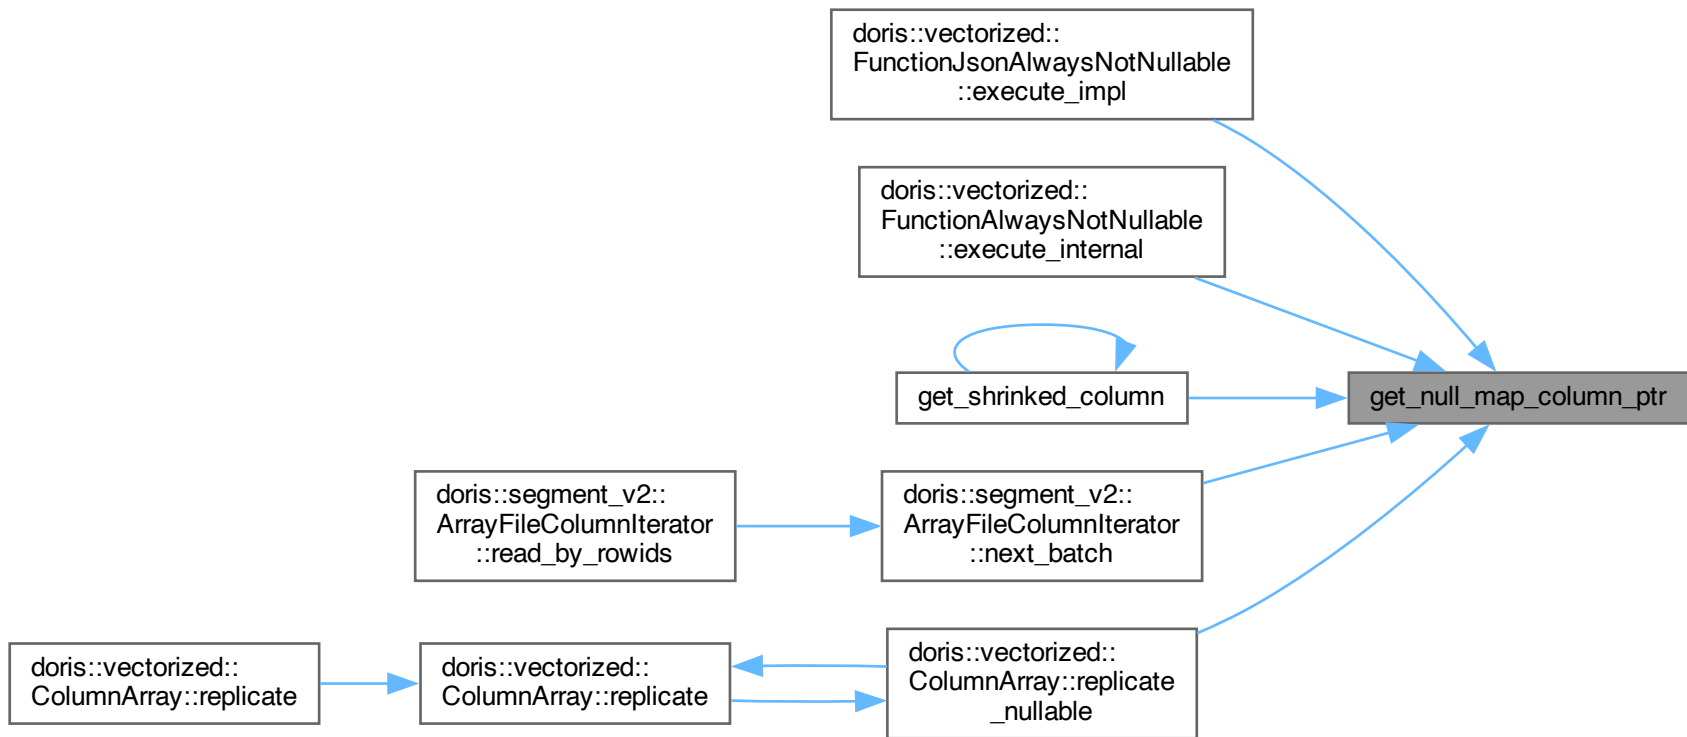 doris::vectorized::
FunctionJsonAlwaysNotNullable
::execute_impl
doris::vectorized::
FunctionAlwaysNotNullable
::execute_internal
get_shrinked_column
get_null_map_column_ptr
doris::segment_v2::
ArrayFileColumnIterator
::read_by_rowids
doris::segment_v2::
ArrayFileColumnIterator
::next_batch
doris::vectorized::
ColumnArray::replicate
doris::vectorized::
ColumnArray::replicate
doris::vectorized::
ColumnArray::replicate
_nullable